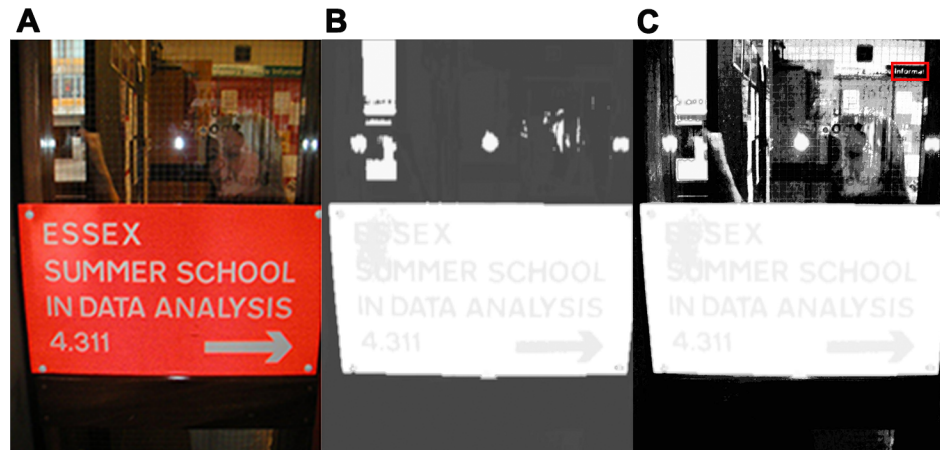 A B C
Informat
ESSEX
SUMMER SCHOOL
IN DATA ANALYSIS
4.311
ESSEX
SUMMER SCHOOL
IN DATA ANALYSIS
4.311
ESSEX
SUMMER SCHOOL
IN DATA ANALYSIS
4.311